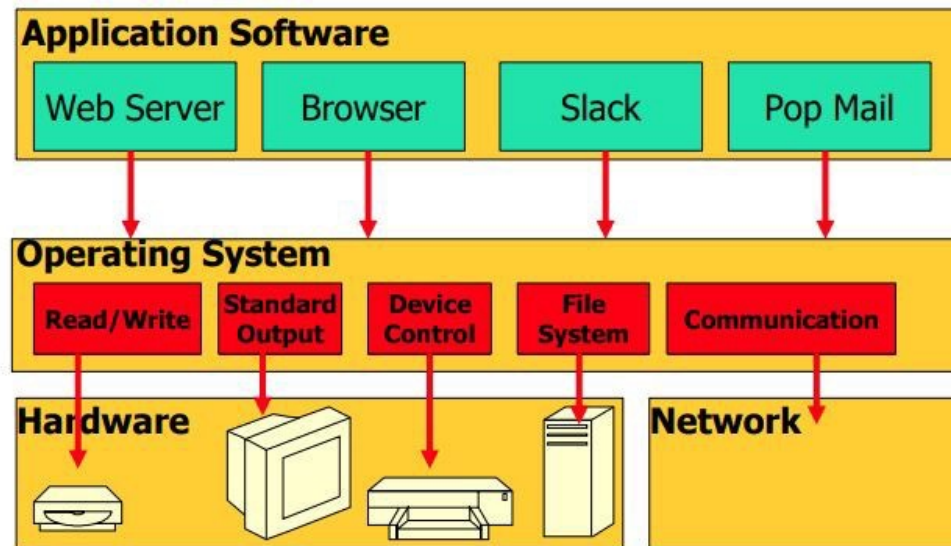 Application Software
Web Server
Browser
Slack
Pop Mail
Operating System
Read/Write
Standard
Output
Device
Control
File
System
Communication
Hardware
Network